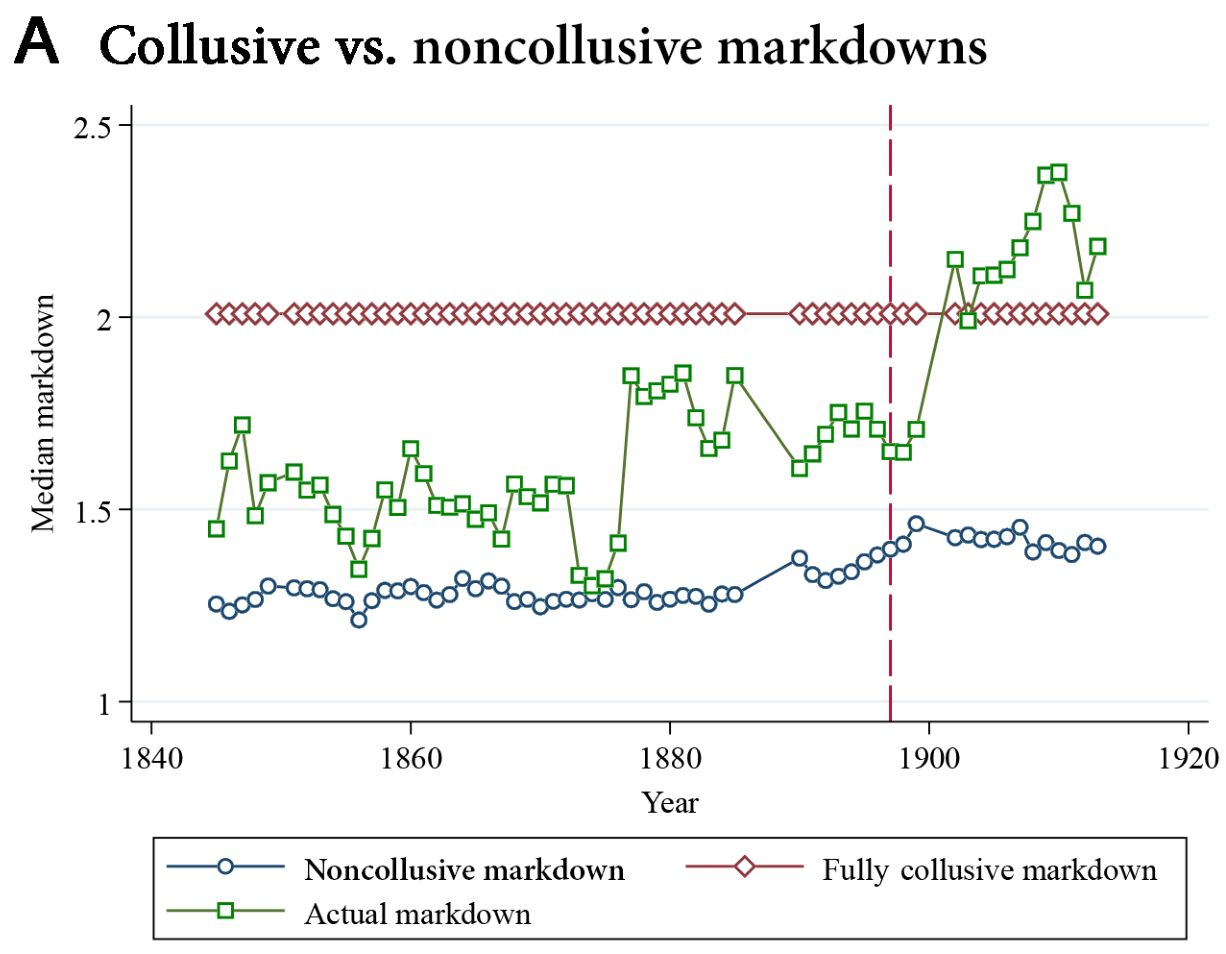 A Collusive vs. noncollusive markdowns
2.5
2
1.5
1
Median markdown
1840 1860 1880 1900 1920
Year
Noncollusive markdown Fully collusive markdown
Actual markdown